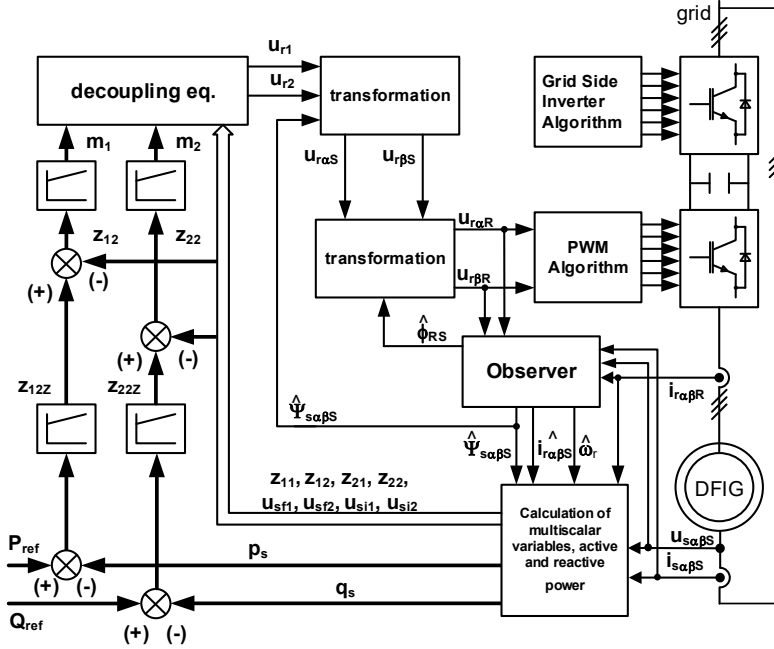 grid
u_r1
u_r2
decoupling eq.
transformation
Grid Side
Inverter
Algorithm
m_1
m_2
u_rαS
u_rβS
z_12
z_22
u_rαR
u_rβR
transformation
PWM
Algorithm
(+)
(-)
(+)
(-)
ϕ̂_RS
Observer
i_rαβR
z_12Z
z_22Z
Ψ̂_sαβS
Ψ̂_sαβS
î_rαβS
ω̂_r
DFIG
z_11, z_12, z_21, z_22,
u_sf1, u_sf2, u_si1, u_si2
Calculation of
multiscalar
variables, active
and reactive
power
u_sαβS
i_sαβS
P_ref
p_s
(+)
(-)
Q_ref
q_s
(+)
(-)